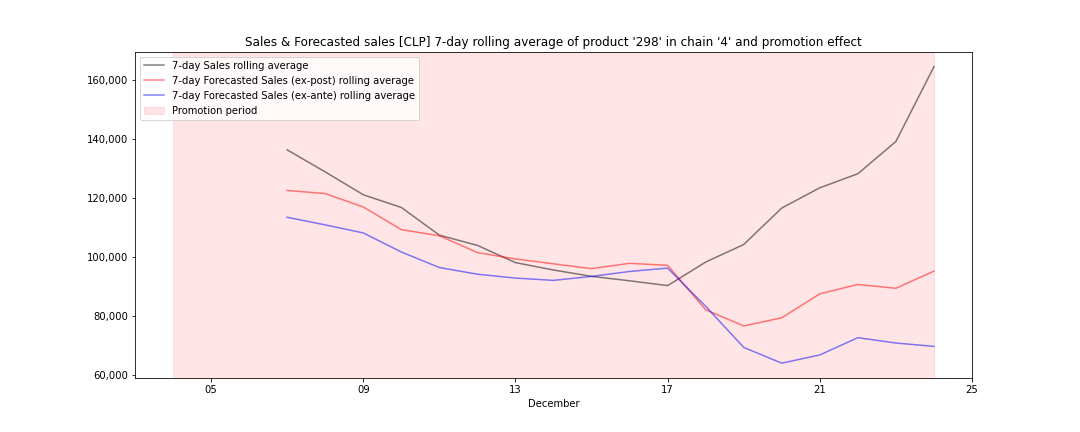 Sales & Forecasted sales [CLP] 7-day rolling average of product '298' in chain '4' and promotion effect
7-day Sales rolling average
7-day Forecasted Sales (ex-post) rolling average
7-day Forecasted Sales (ex-ante) rolling average
Promotion period
160,000
140,000
120,000
100,000
80,000
60,000
05 09 13 17 21 25
December